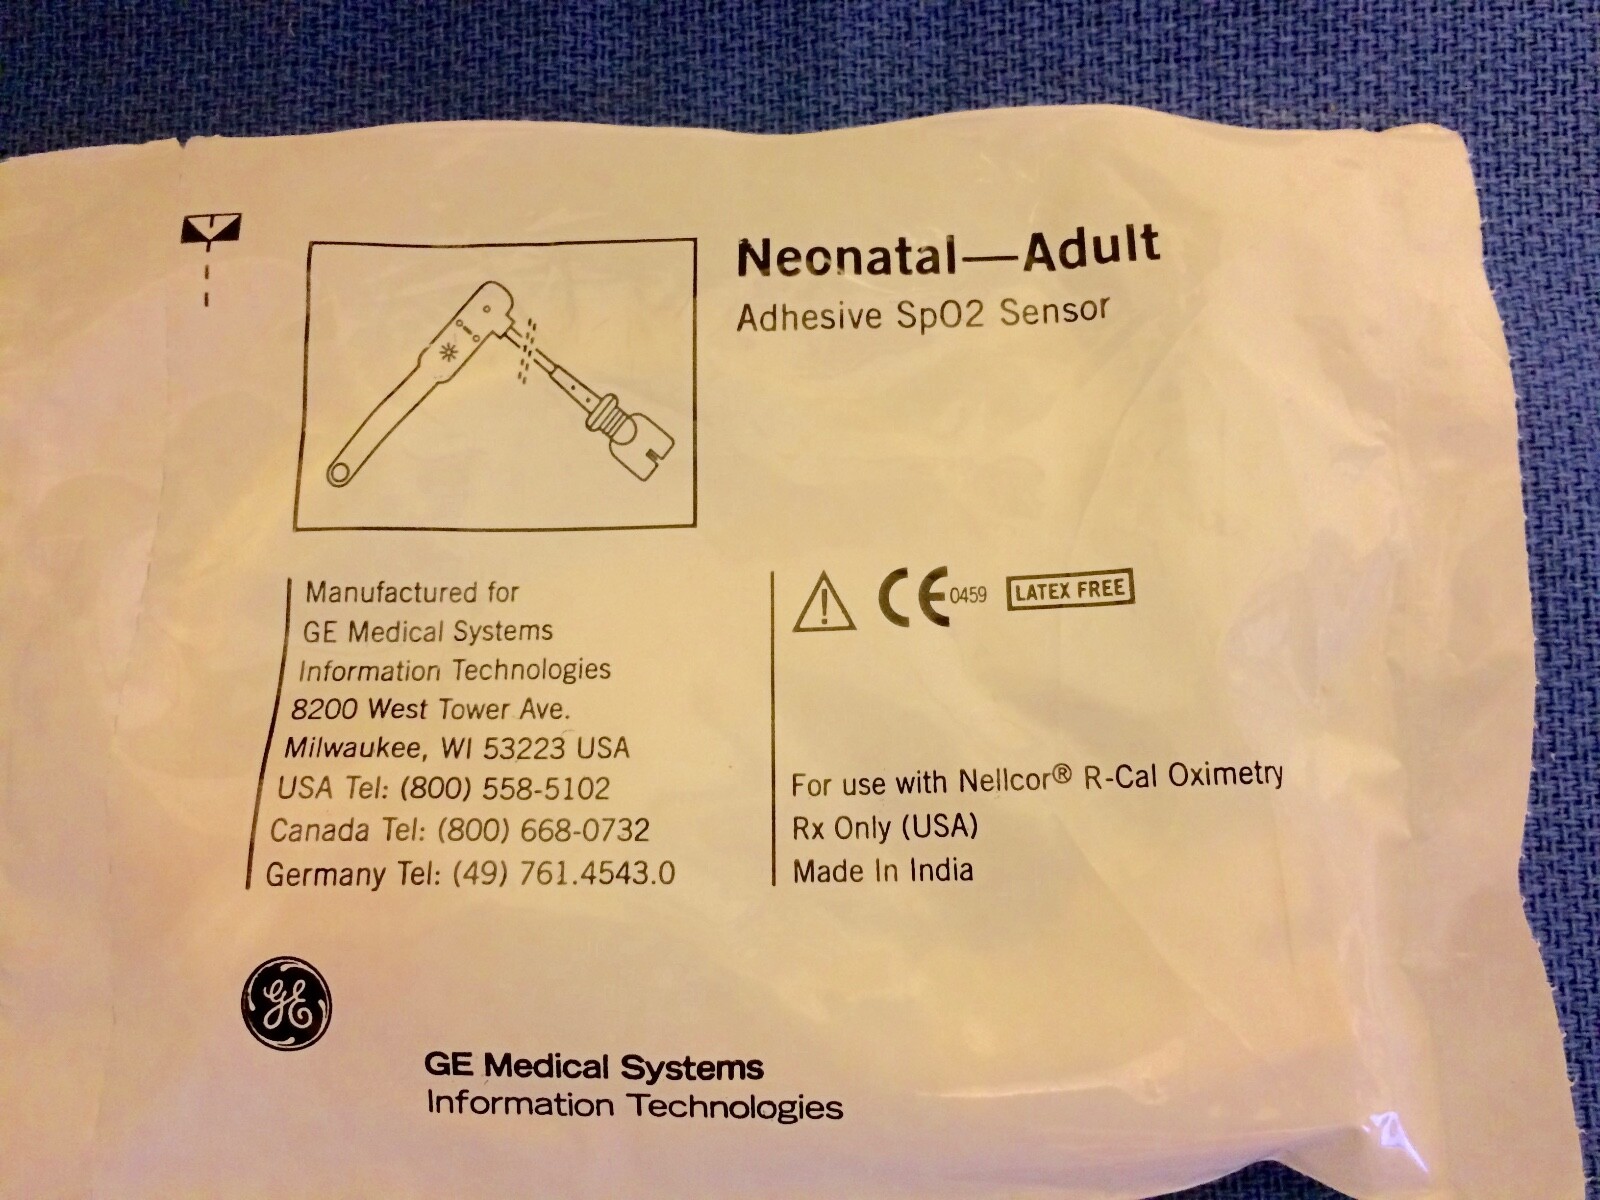 Neonatal—Adult
Adhesive SpO2 Sensor
Manufactured for
GE Medical Systems
Information Technologies
8200 West Tower Ave.
Milwaukee, WI 53223 USA
USA Tel: (800) 558-5102
Canada Tel: (800) 668-0732
Germany Tel: (49) 761.4543.0
CE 0459 LATEX FREE
For use with Nellcor® R-Cal Oximetry
Rx Only (USA)
Made In India
GE
GE Medical Systems
Information Technologies